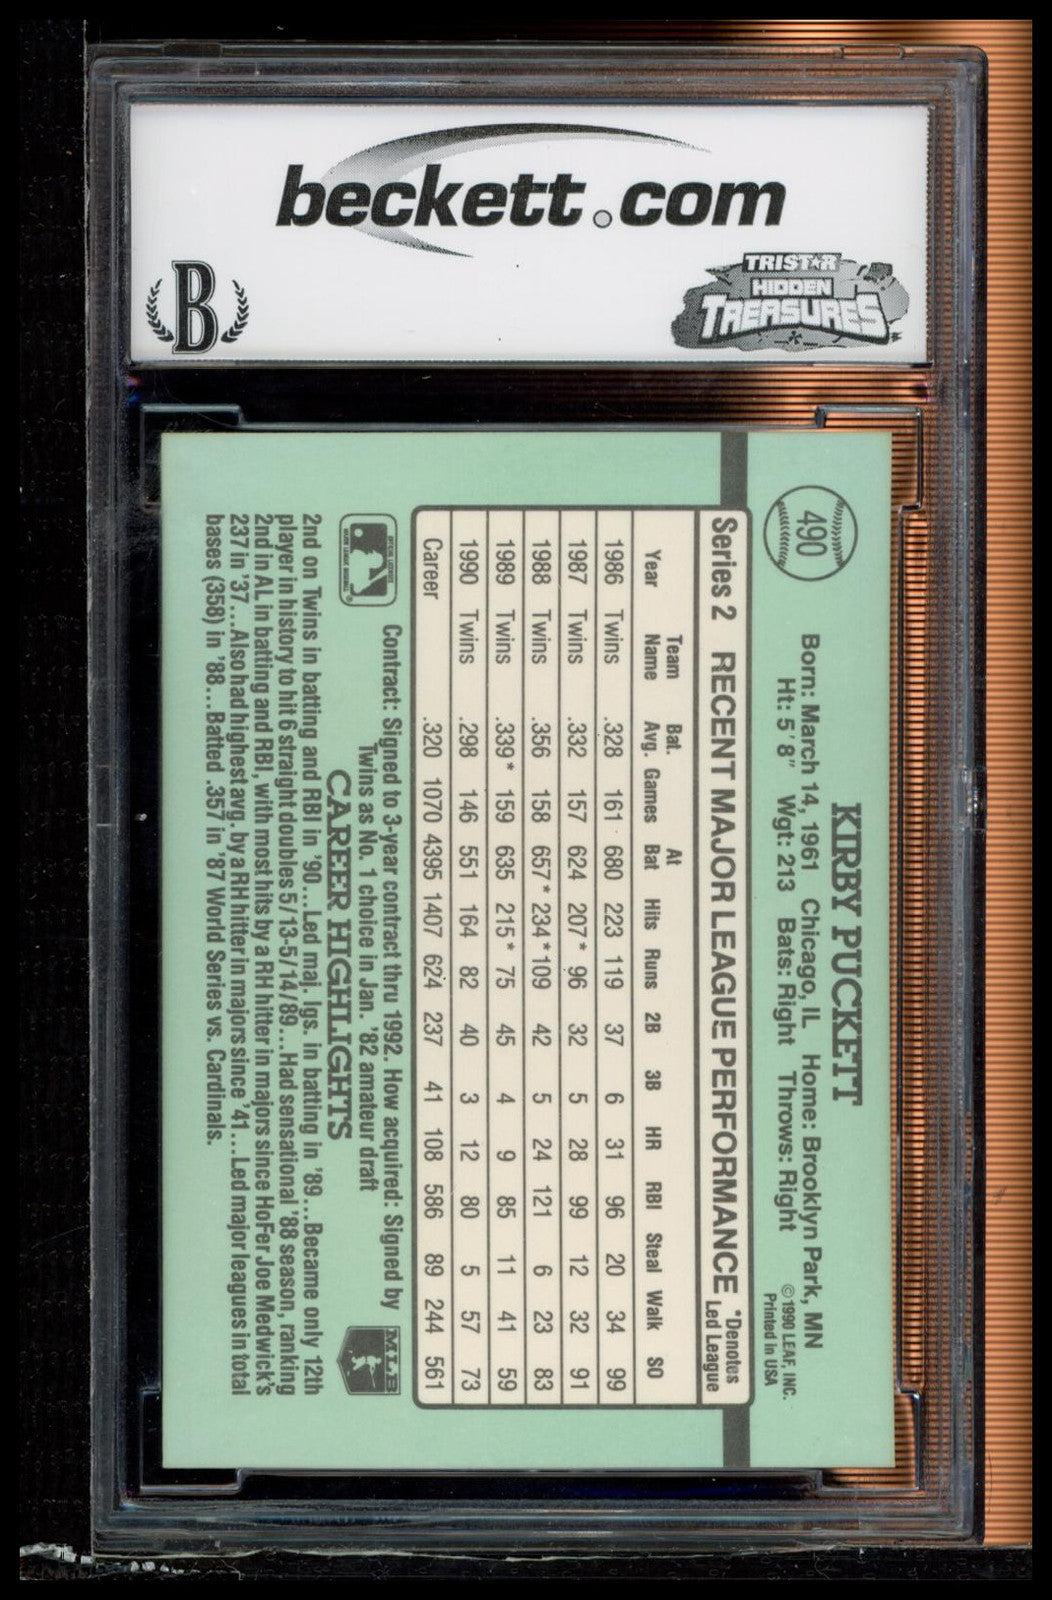 beckett.com
B
TRISTAR
HIDDEN
TREASURES
490
KIRBY PUCKETT
Born: March 14, 1961 Chicago, IL Home: Brooklyn Park, MN
Ht: 5' 8" Wgt: 213 Bats: Right Throws: Right
©1990 LEAF, INC.
Printed in USA
Series 2 RECENT MAJOR LEAGUE PERFORMANCE *Denotes
Led League
Year Team Name Bat. Avg. Games At Bat Hits Runs 2B 3B HR RBI Steal Walk SO
1986 Twins .328 161 680 223 119 37 6 31 96 20 34 99
1987 Twins .332 157 624 207* 96 32 5 28 99 12 32 91
1988 Twins .356 158 657* 234* 109 42 5 24 121 6 23 83
1989 Twins .339* 159 635 215* 75 45 4 9 85 11 41 59
1990 Twins .298 146 551 164 82 40 3 12 80 5 57 73
Career .320 1070 4395 1407 624 237 41 108 586 89 244 561
OFFICIAL LICENSEE
MAJOR LEAGUE BASEBALL
Contract: Signed to 3-year contract thru 1992. How acquired: Signed by
Twins as No. 1 choice in Jan. '82 amateur draft
MLB
CAREER HIGHLIGHTS
2nd on Twins in batting and RBI in '90...Led maj. lgs. in batting in '89...Became only 12th
player in history to hit 6 straight doubles 5/13-5/14/89...Had sensational '88 season, ranking
2nd in AL in batting and RBI, with most hits by a RH hitter in majors since HoFer Joe Medwick's
237 in '37...Also had highest avg. by a RH hitter in majors since '41...Led major leagues in total
bases (358) in '88...Batted .357 in '87 World Series vs. Cardinals.